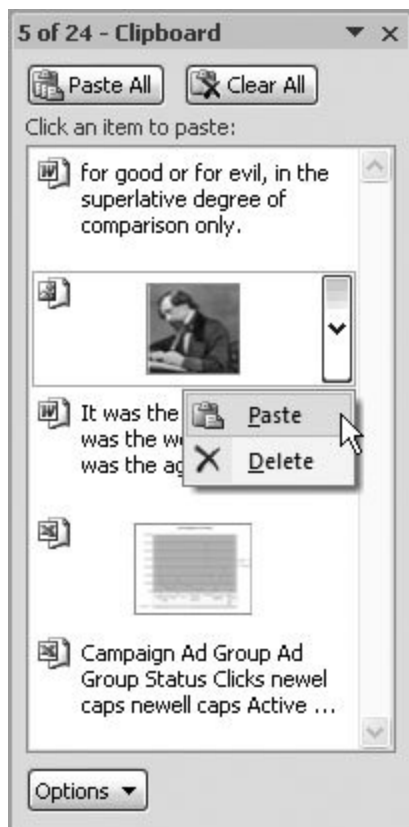 5 of 24 - Clipboard
Paste All Clear All
Click an item to paste:
for good or for evil, in the
superlative degree of
comparison only.
It was the
was the
was the
Paste
Delete
Campaign Ad Group Ad
Group Status Clicks newel
caps newell caps Active ...
Options